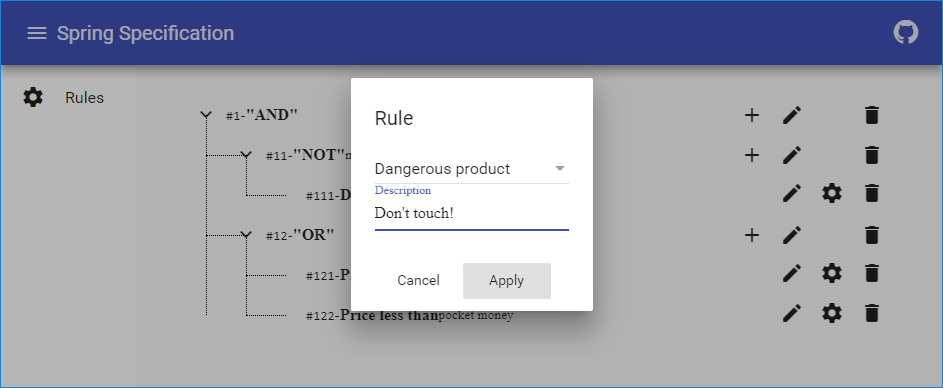 Spring Specification
Rules
#1-"AND"
Rule
#11-"NOT"
Dangerous product
Description
#111-D
Don't touch!
#12-"OR"
#121-P
Cancel
Apply
#122-Price less thanpocket money